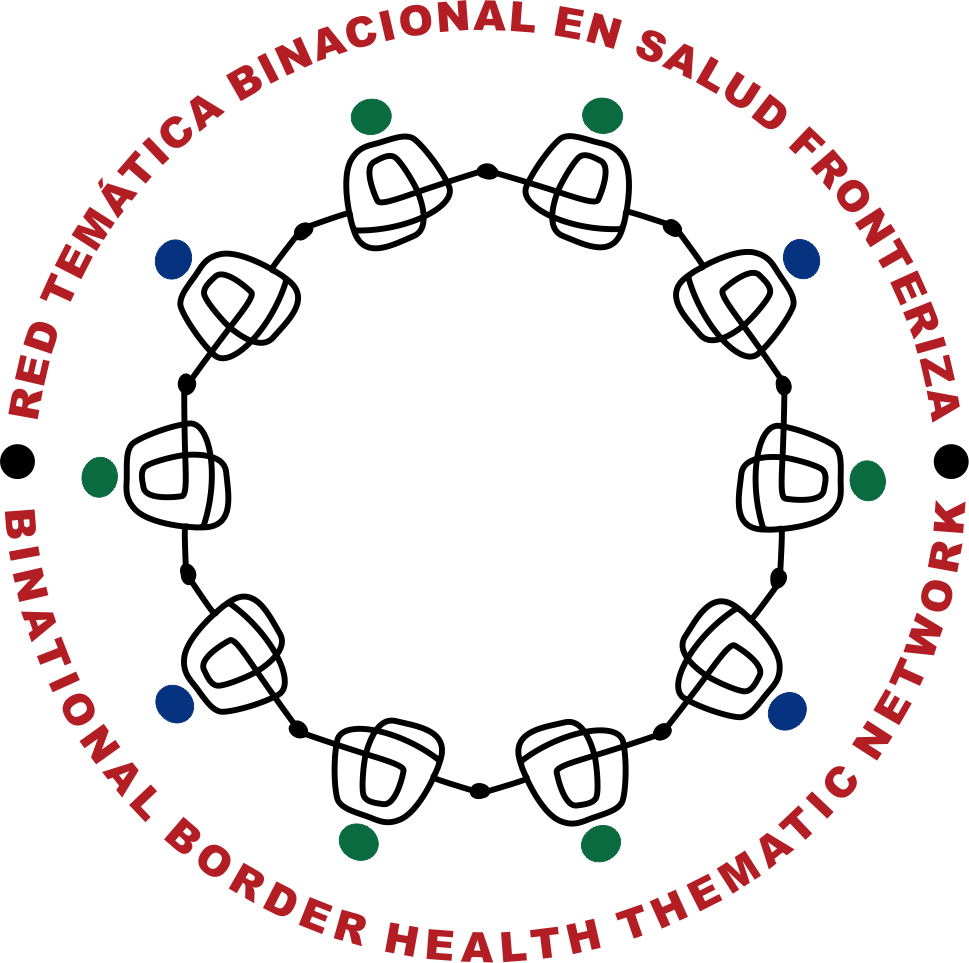 RED TEMÁTICA BINACIONAL EN SALUD FRONTERIZA
BINATIONAL BORDER HEALTH THEMATIC NETWORK